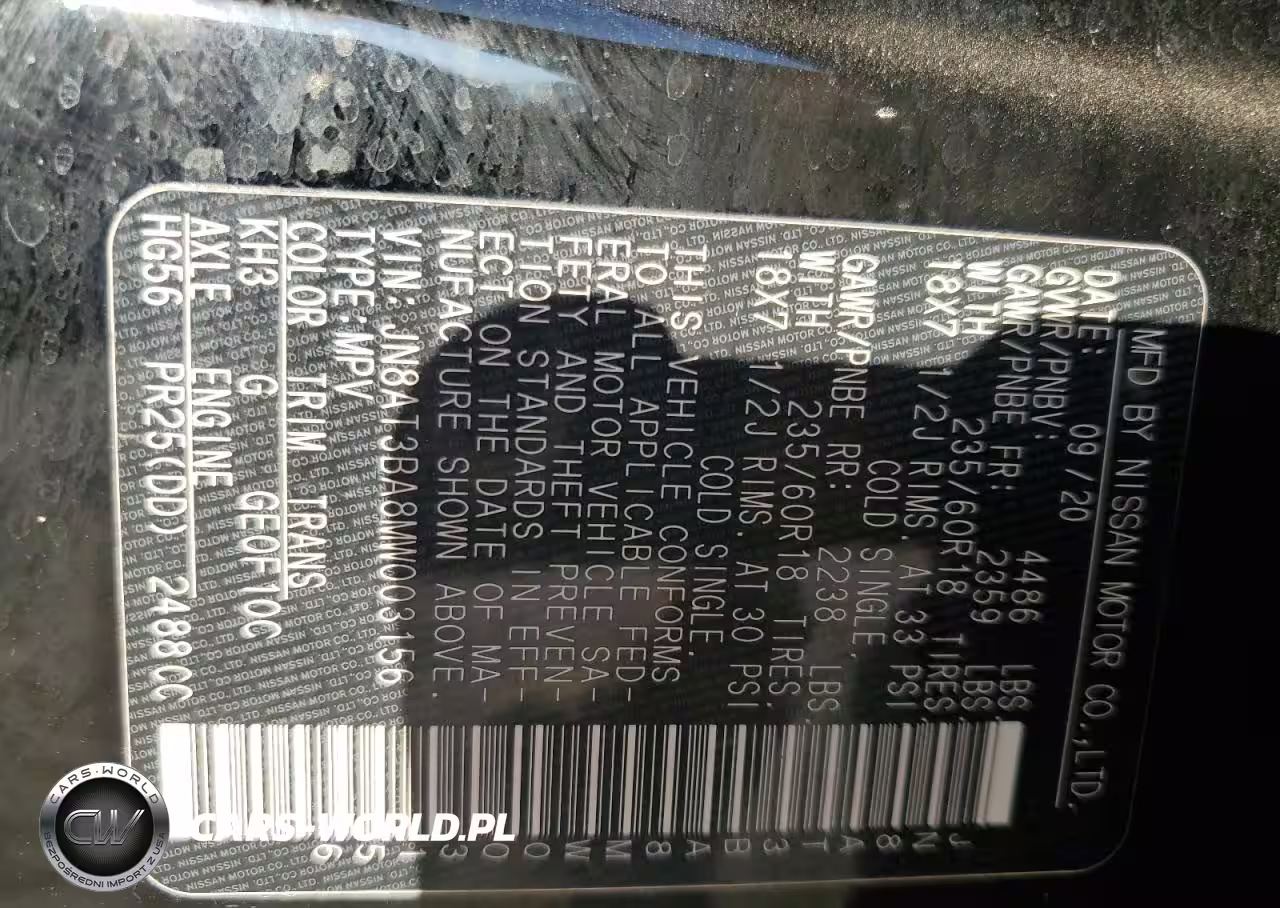 MFD BY NISSAN MOTOR CO.,LTD.
DATE: 09/20
GVWR/PNBV: 4486 LBS,
GAWR/PNBE FR: 2359 LBS,
WITH 235/60R18 TIRES,
18X7 1/2J RIMS. AT 33 PSI
COLD SINGLE.
GAWR/PNBE RR: 2238 LBS,
WITH 235/60R18 TIRES,
18X7 1/2J RIMS. AT 30 PSI
COLD SINGLE.
THIS VEHICLE CONFORMS
TO ALL APPLICABLE FED-
ERAL MOTOR VEHICLE SA-
FETY AND THEFT PREVEN-
TION STANDARDS IN EFF-
ECT ON THE DATE OF MA-
NUFACTURE SHOWN ABOVE.
VIN: JN8AT3BA8MW003156
TYPE: MPV
COLOR TRIM TRANS
KH3 G GEOF10C
AXLE ENGINE
HG56 PR25(DD) 2488CC
JN8AT3BA8MW003156
CARS-WORLD
CW
BEZPOŚREDNI IMPORT Z USA
CARS-WORLD.PL